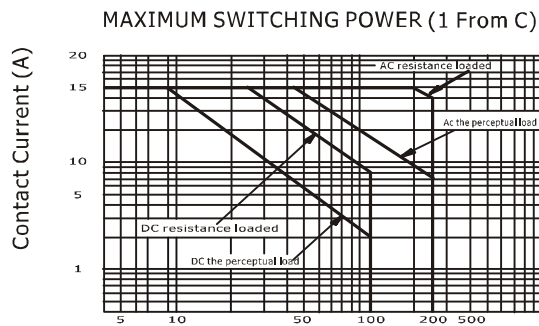 MAXIMUM SWITCHING POWER (1 From C)
Contact Current (A)
20
AC resistance loaded
15
Ac the perceptual load
10
5
DC resistance loaded
DC the perceptual load
1
5 10 50 100 200 500